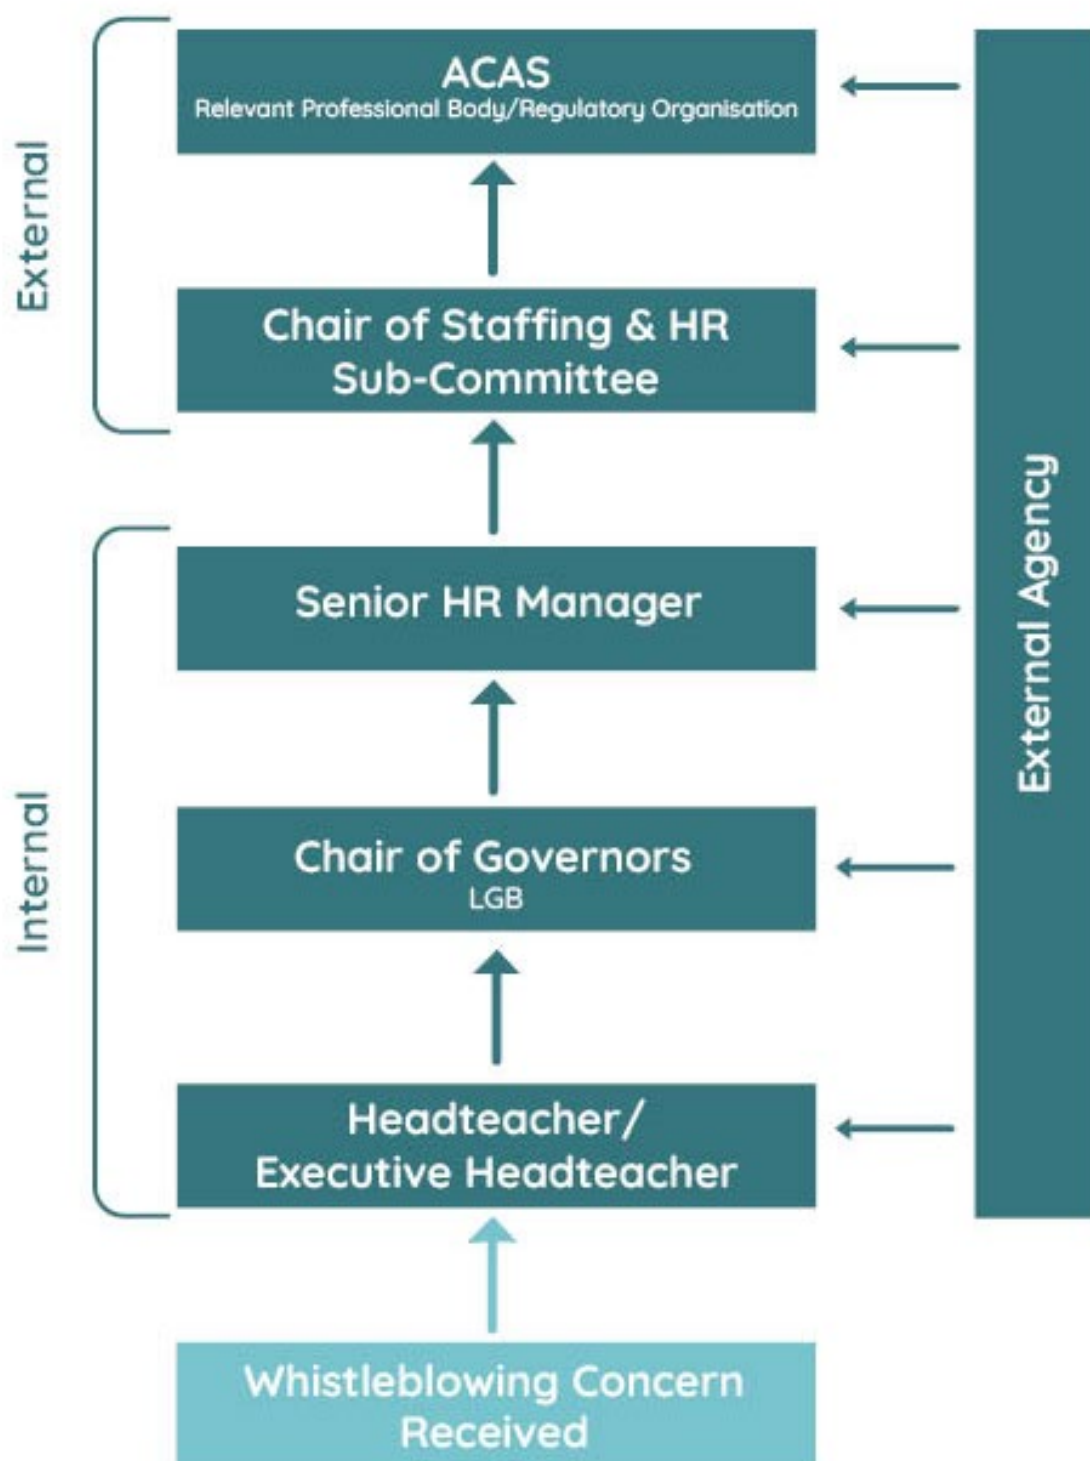 External
ACAS
Relevant Professional Body/Regulatory Organisation
Chair of Staffing & HR
Sub-Committee
Internal
Senior HR Manager
Chair of Governors
LGB
Headteacher/
Executive Headteacher
External Agency
Whistleblowing Concern
Received